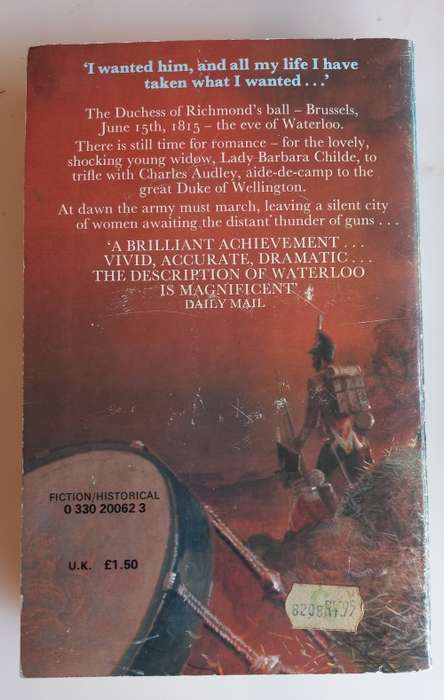 'I wanted him, and all my life I have
taken what I wanted . . .'
The Duchess of Richmond's ball – Brussels,
June 15th, 1815 – the eve of Waterloo.
There is still time for romance – for the lovely,
shocking young widow, Lady Barbara Childe, to
trifle with Charles Audley, aide-de-camp to the
great Duke of Wellington.
At dawn the army must march, leaving a silent city
of women awaiting the distant thunder of guns . . .
'A BRILLIANT ACHIEVEMENT . . .
VIVID, ACCURATE, DRAMATIC . . .
THE DESCRIPTION OF WATERLOO
IS MAGNIFICENT'
DAILY MAIL
FICTION/HISTORICAL
0 330 20062 3
U.K. £1.50